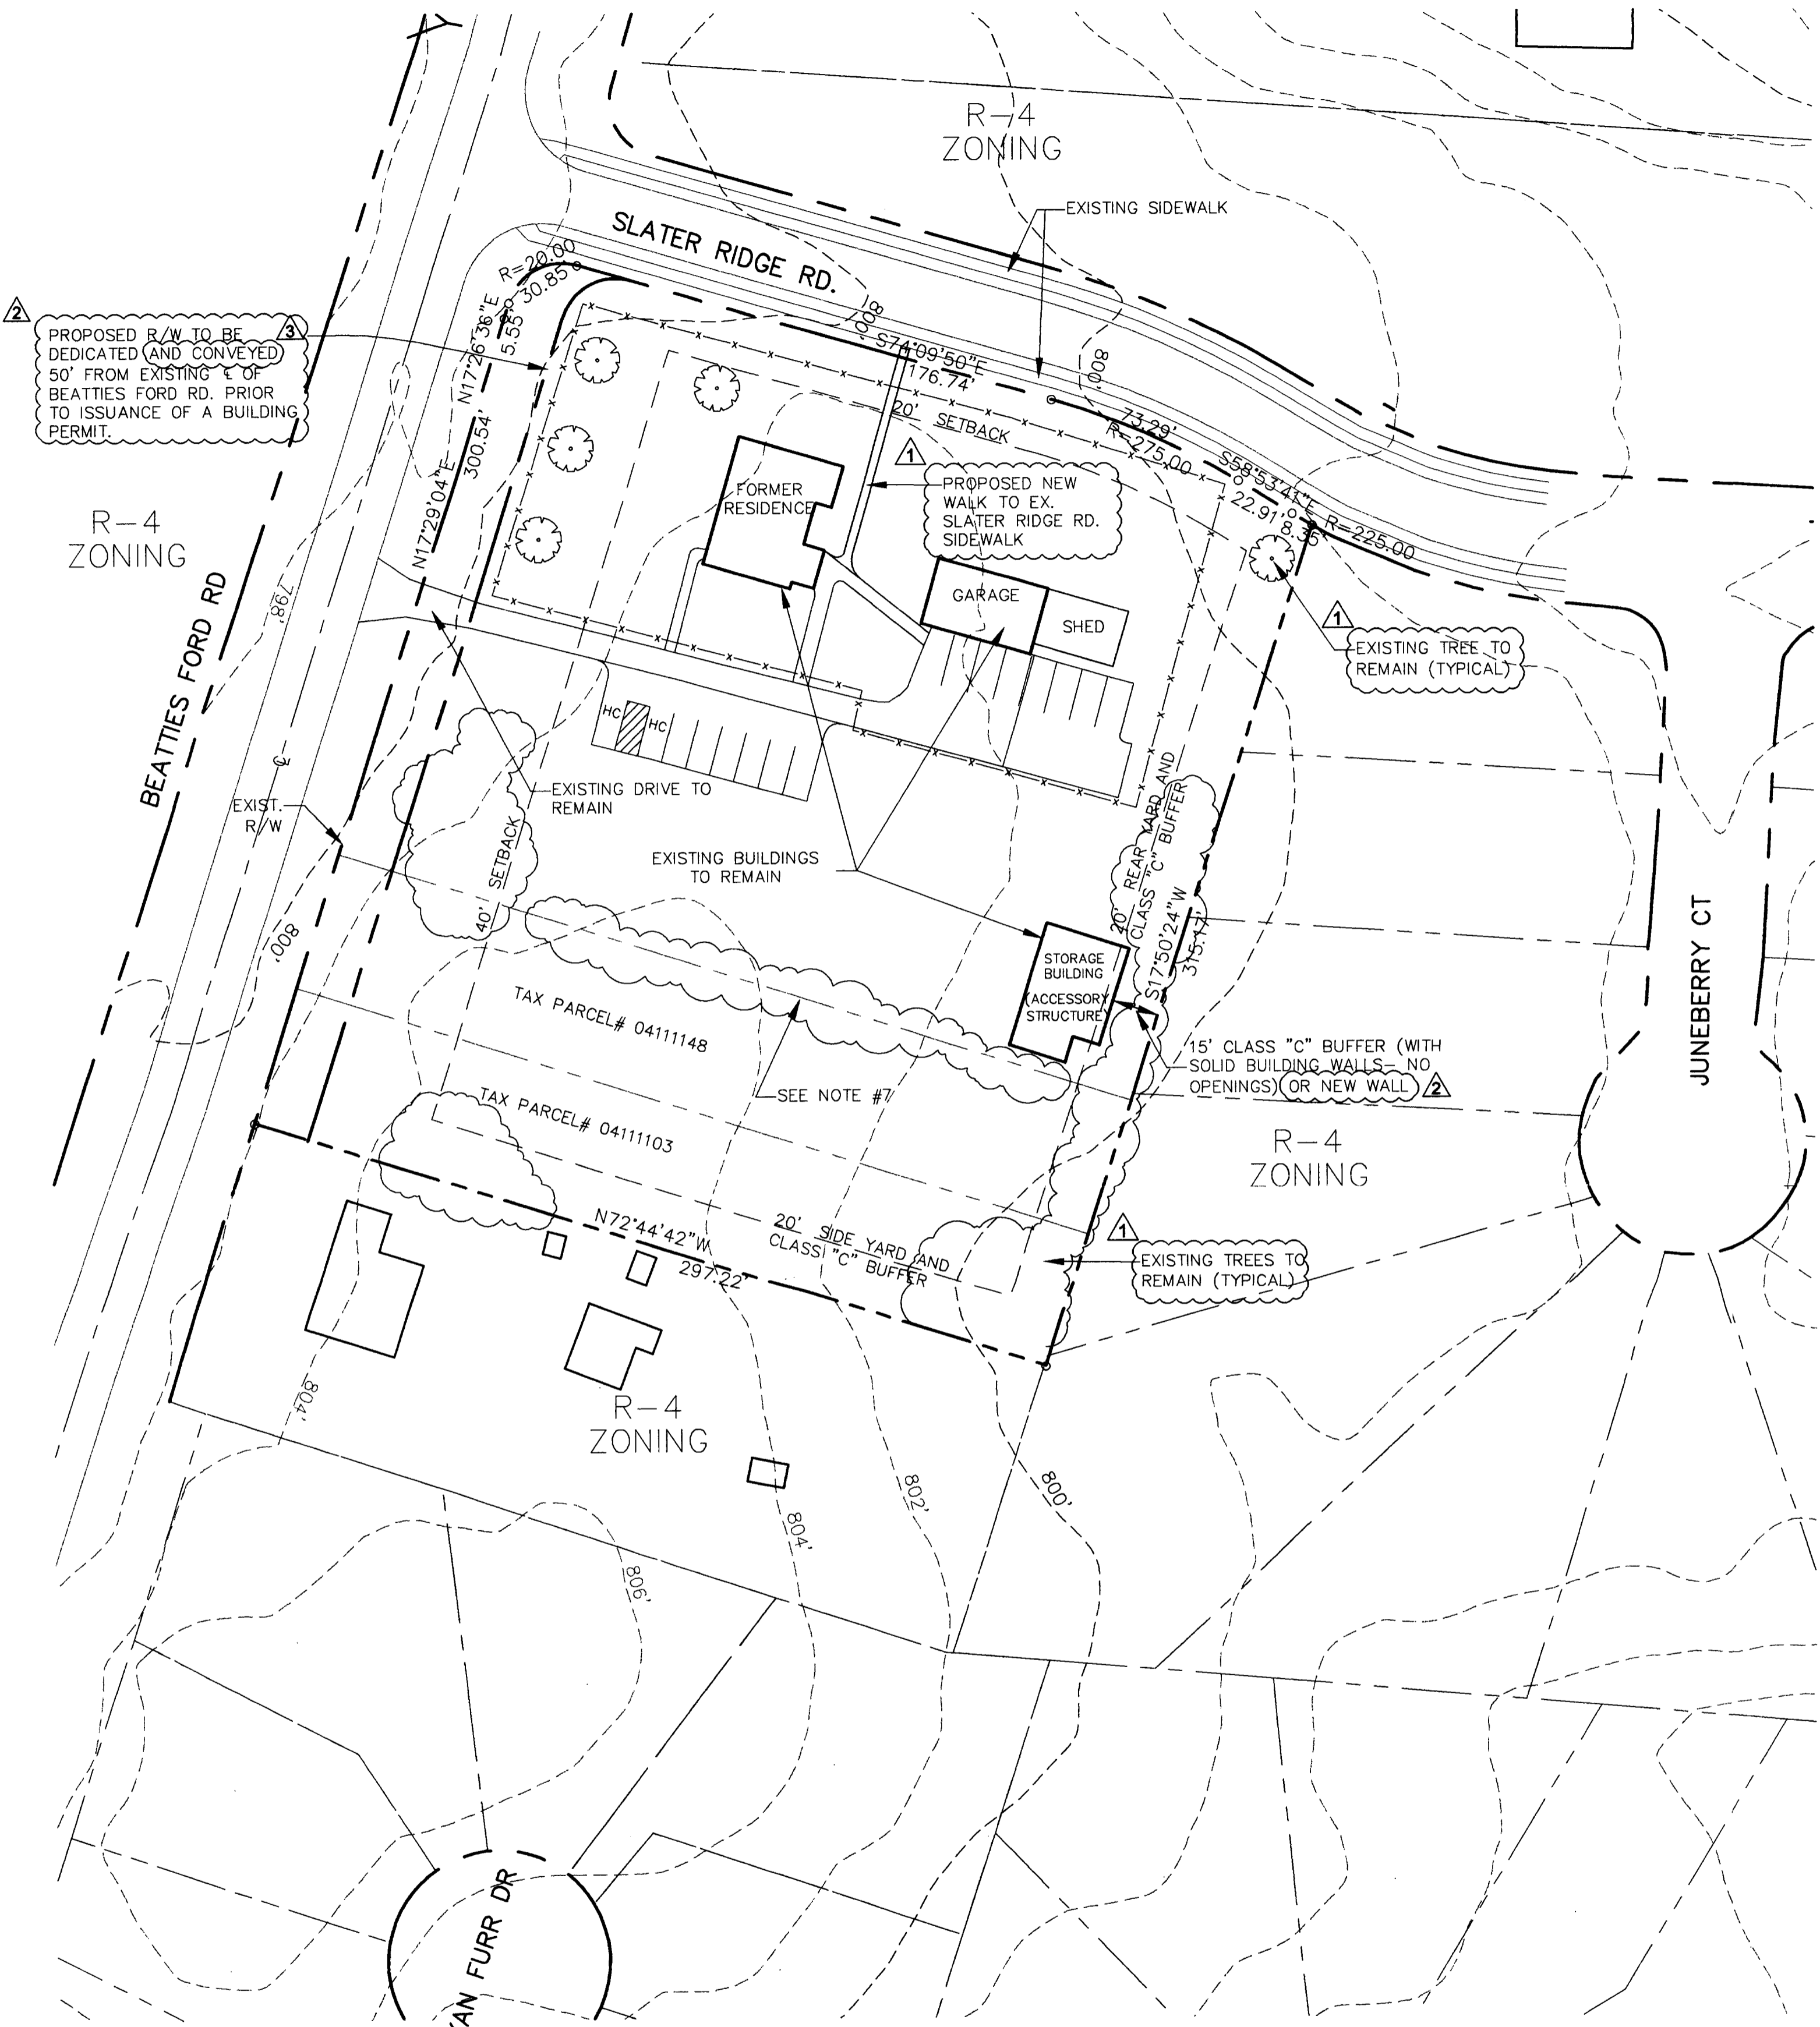 R-4
ZONING
EXISTING SIDEWALK
SLATER RIDGE RD.
R=20.00
30.85'
N17°26'36"E
5.55'
2
PROPOSED R/W TO BE
DEDICATED AND CONVEYED
50' FROM EXISTING ℄ OF
BEATTIES FORD RD. PRIOR
TO ISSUANCE OF A BUILDING
PERMIT.
3
801'
S74°09'50"E
176.74'
800'
20' SETBACK
73.29'
R=275.00
S58°53'41"E
22.91'
8.35'
R=225.00
N17°29'04"E
300.54'
1
PROPOSED NEW
WALK TO EX.
SLATER RIDGE RD.
SIDEWALK
FORMER
RESIDENCE
R-4
ZONING
798'
BEATTIES FORD RD
GARAGE
SHED
1
EXISTING TREE TO
REMAIN (TYPICAL)
HC
HC
EXISTING DRIVE TO
REMAIN
EXIST.
R/W
40' SETBACK
EXISTING BUILDINGS
TO REMAIN
20' REAR YARD AND
CLASS "C" BUFFER
S17°50'24"W
315.17'
800'
STORAGE
BUILDING
(ACCESSORY
STRUCTURE)
JUNEBERRY CT
TAX PARCEL# 04111148
15' CLASS "C" BUFFER (WITH
SOLID BUILDING WALLS- NO
OPENINGS) OR NEW WALL
2
SEE NOTE #7
TAX PARCEL# 04111103
R-4
ZONING
N72°44'42"W
297.22'
20' SIDE YARD AND
CLASS "C" BUFFER
1
EXISTING TREES TO
REMAIN (TYPICAL)
804'
R-4
ZONING
802'
800'
804'
806'
YAN FURR DR